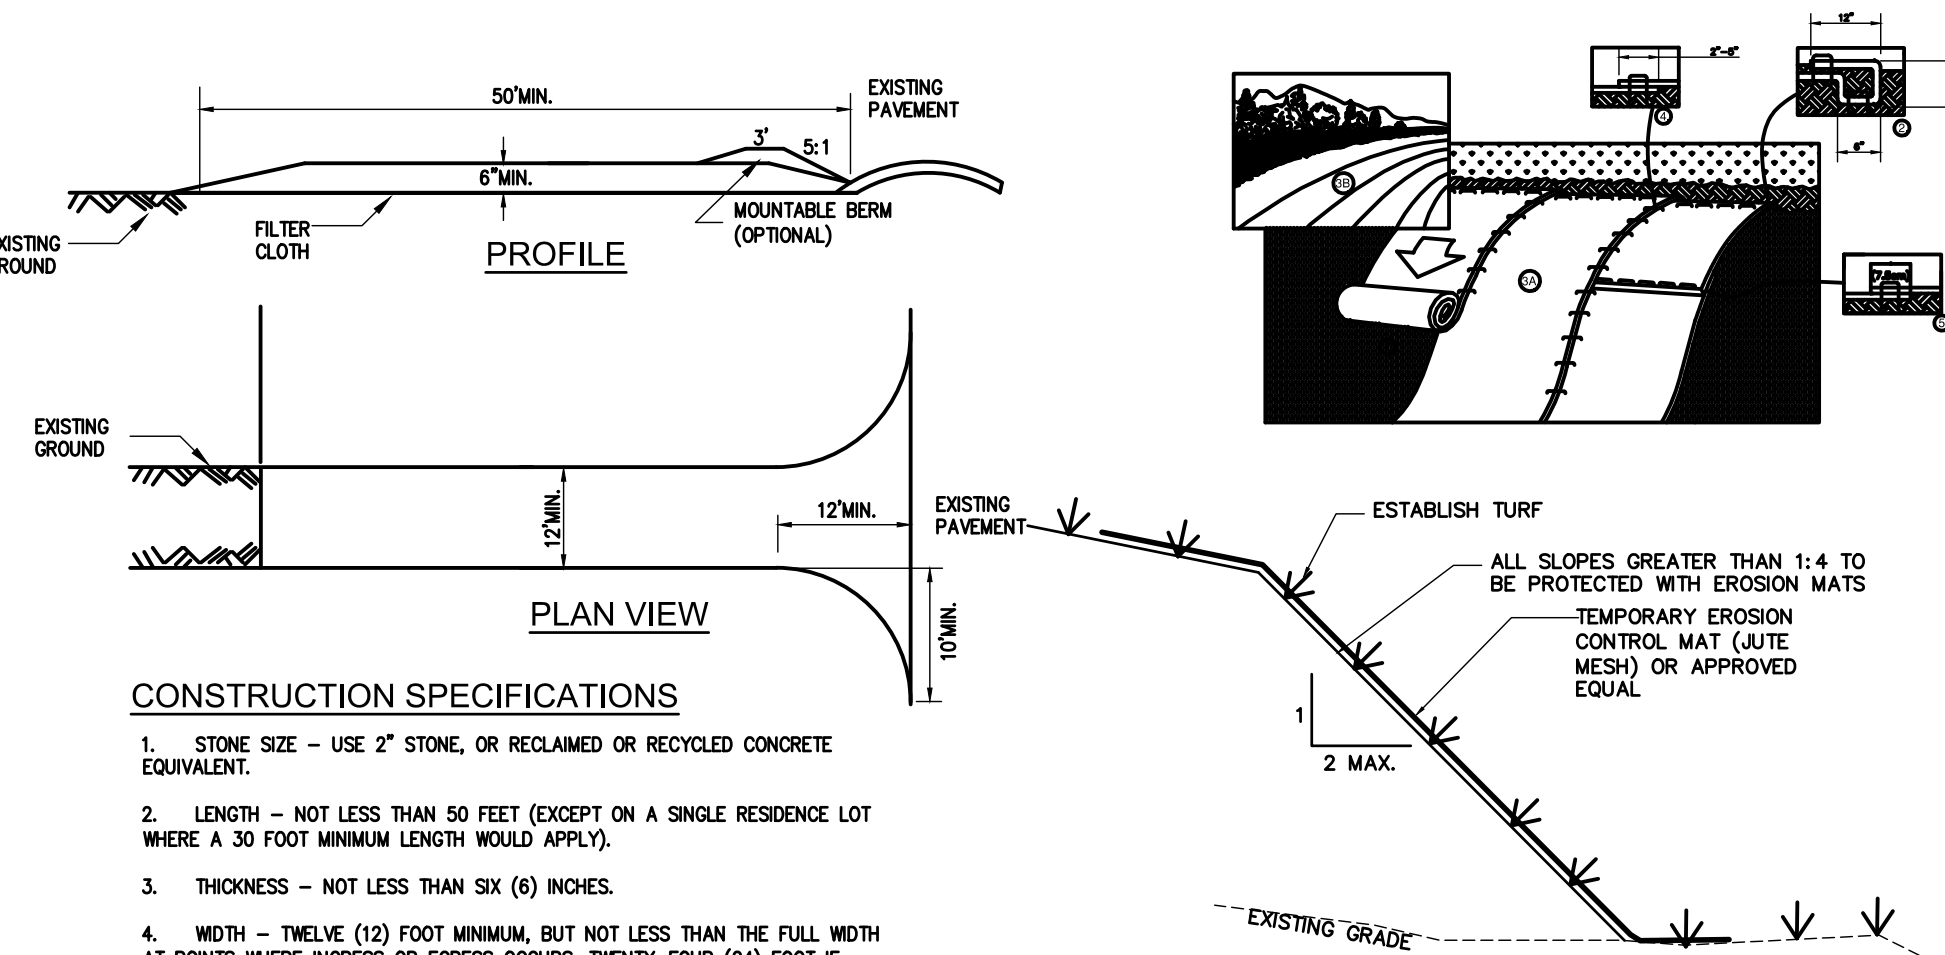 50'MIN.
EXISTING
PAVEMENT
3'
5:1
6"MIN.
FILTER
CLOTH
MOUNTABLE BERM
(OPTIONAL)
PROFILE
EXISTING
GROUND
12'MIN.
12'MIN.
10'MIN.
EXISTING
PAVEMENT
PLAN VIEW
CONSTRUCTION SPECIFICATIONS
1. STONE SIZE – USE 2" STONE, OR RECLAIMED OR RECYCLED CONCRETE
EQUIVALENT.
2. LENGTH – NOT LESS THAN 50 FEET (EXCEPT ON A SINGLE RESIDENCE LOT
WHERE A 30 FOOT MINIMUM LENGTH WOULD APPLY).
3. THICKNESS – NOT LESS THAN SIX (6) INCHES.
4. WIDTH – TWELVE (12) FOOT MINIMUM, BUT NOT LESS THAN THE FULL WIDTH
12"
2"-5"
4
2
6"
3B
3A
(7.5cm)
5
ESTABLISH TURF
ALL SLOPES GREATER THAN 1:4 TO
BE PROTECTED WITH EROSION MATS
TEMPORARY EROSION
CONTROL MAT (JUTE
MESH) OR APPROVED
EQUAL
1
2 MAX.
EXISTING GRADE